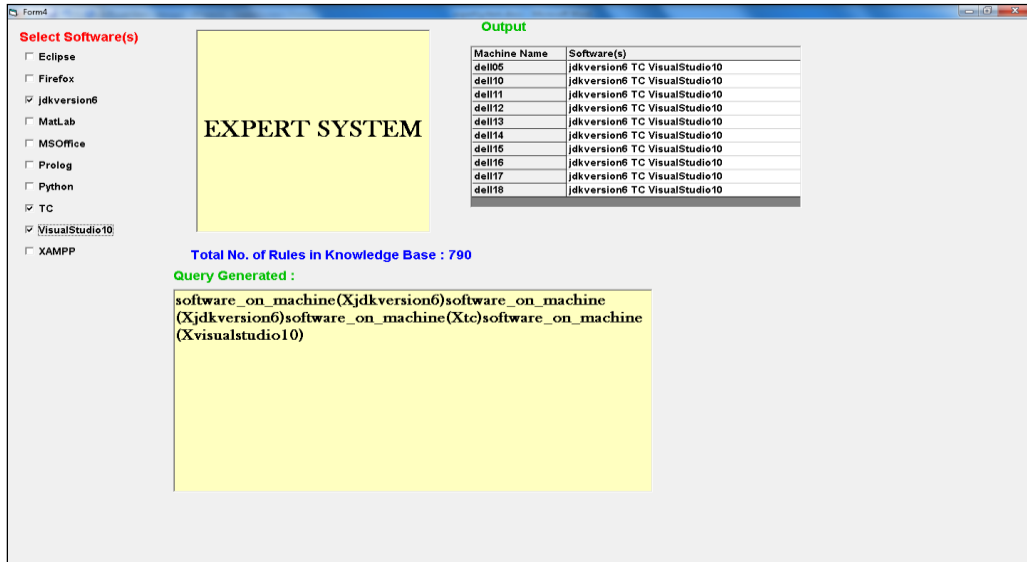 Form4
Select Software(s)
Eclipse
Firefox
jdkversion6
MatLab
MSOffice
Prolog
Python
TC
VisualStudio10
XAMPP
EXPERT SYSTEM
Output
Machine Name Software(s)
dell05 jdkversion6 TC VisualStudio10
dell10 jdkversion6 TC VisualStudio10
dell11 jdkversion6 TC VisualStudio10
dell12 jdkversion6 TC VisualStudio10
dell13 jdkversion6 TC VisualStudio10
dell14 jdkversion6 TC VisualStudio10
dell15 jdkversion6 TC VisualStudio10
dell16 jdkversion6 TC VisualStudio10
dell17 jdkversion6 TC VisualStudio10
dell18 jdkversion6 TC VisualStudio10
Total No. of Rules in Knowledge Base : 790
Query Generated :
software_on_machine(Xjdkversion6)software_on_machine
(Xjdkversion6)software_on_machine(Xtc)software_on_machine
(Xvisualstudio10)